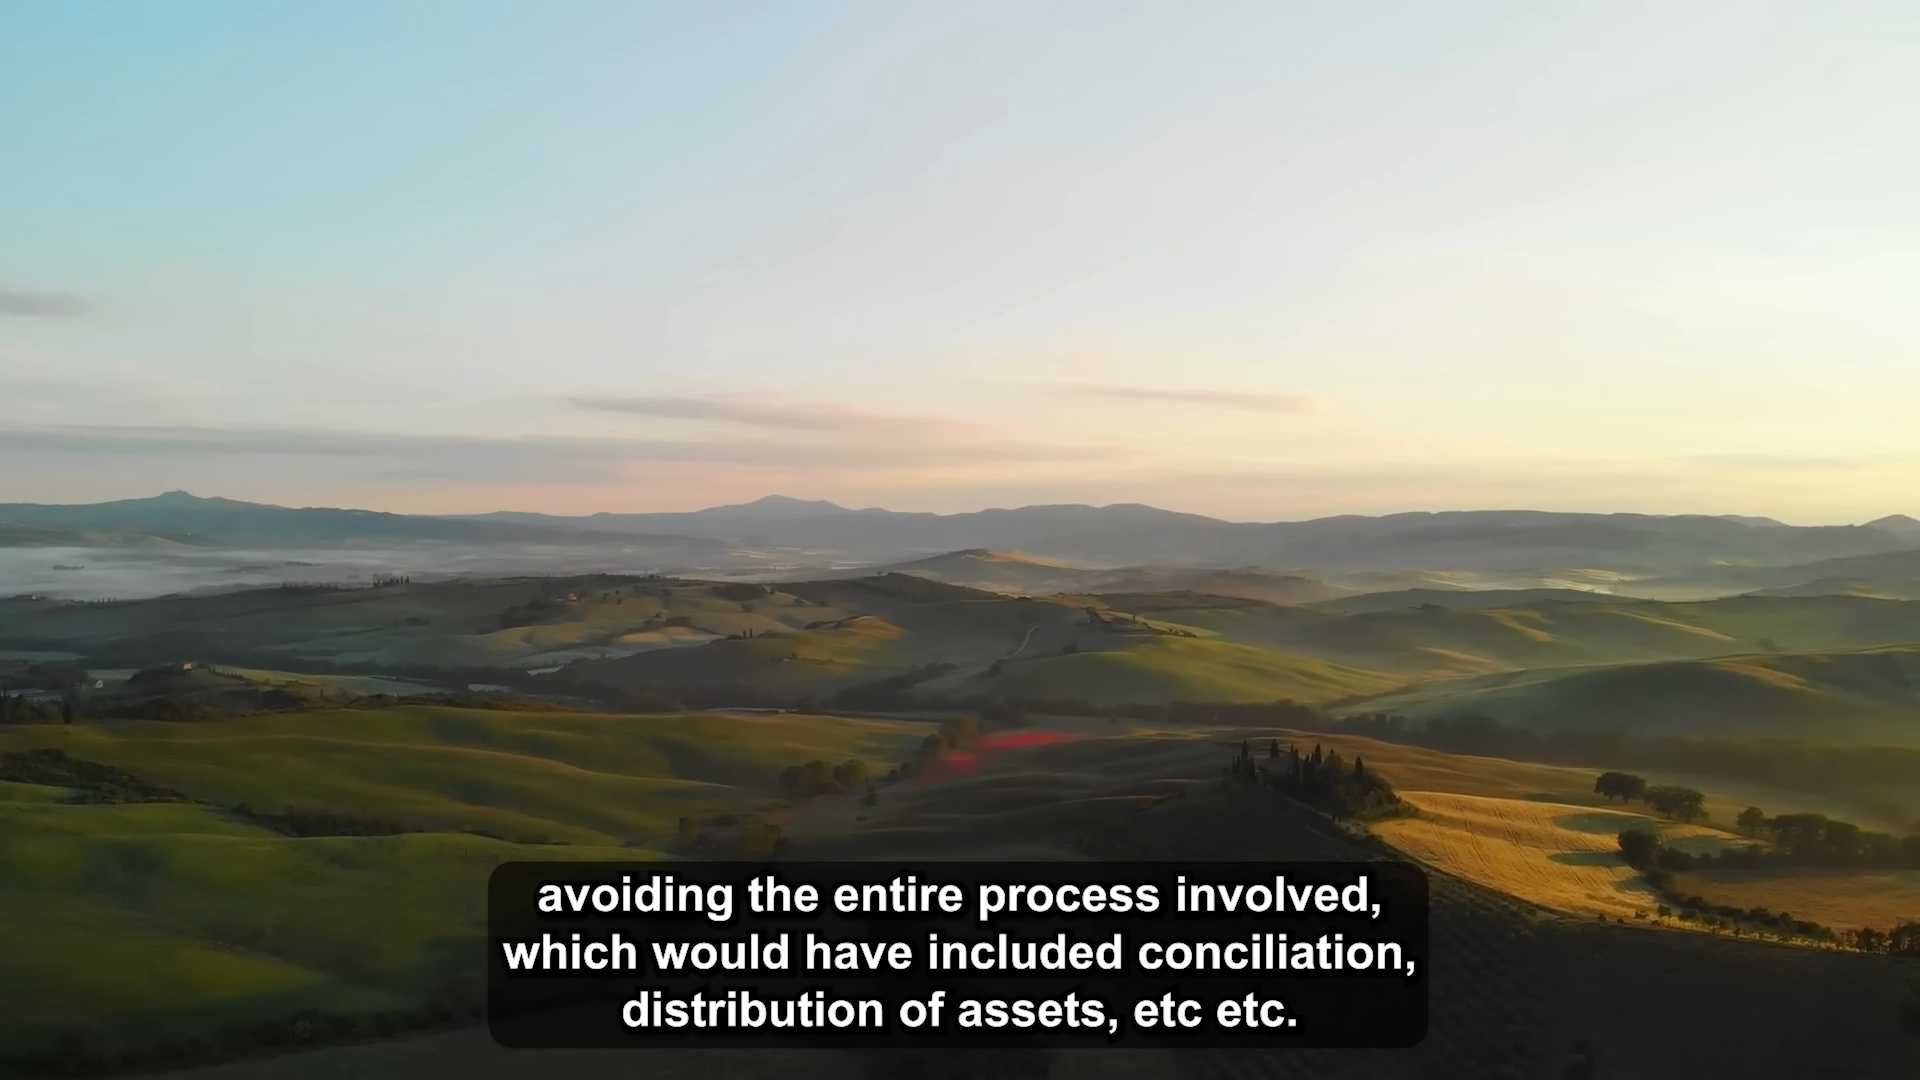 avoiding the entire process involved,
which would have included conciliation,
distribution of assets, etc etc.